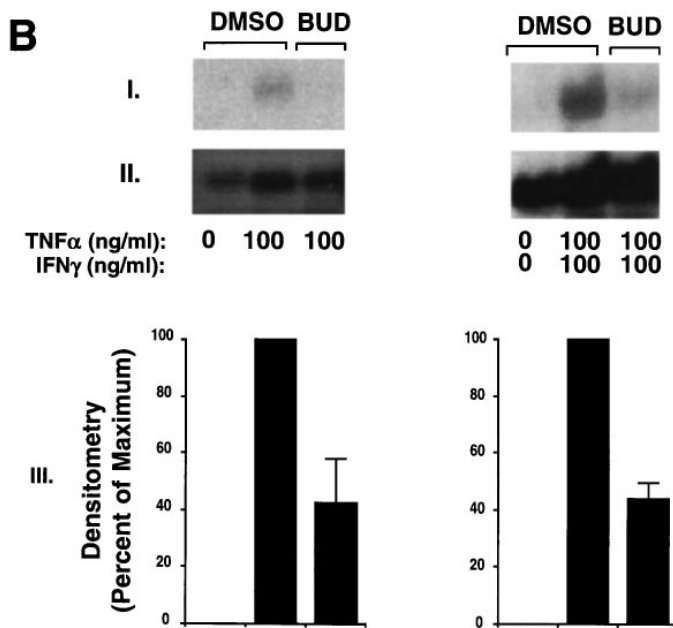 B
DMSO BUD DMSO BUD
I.
II.
TNFα (ng/ml): 0 100 100 0 100 100
IFNγ (ng/ml): 0 100 100
III.
Densitometry
(Percent of Maximum)
100 100
80 80
60 60
40 40
20 20
0 0